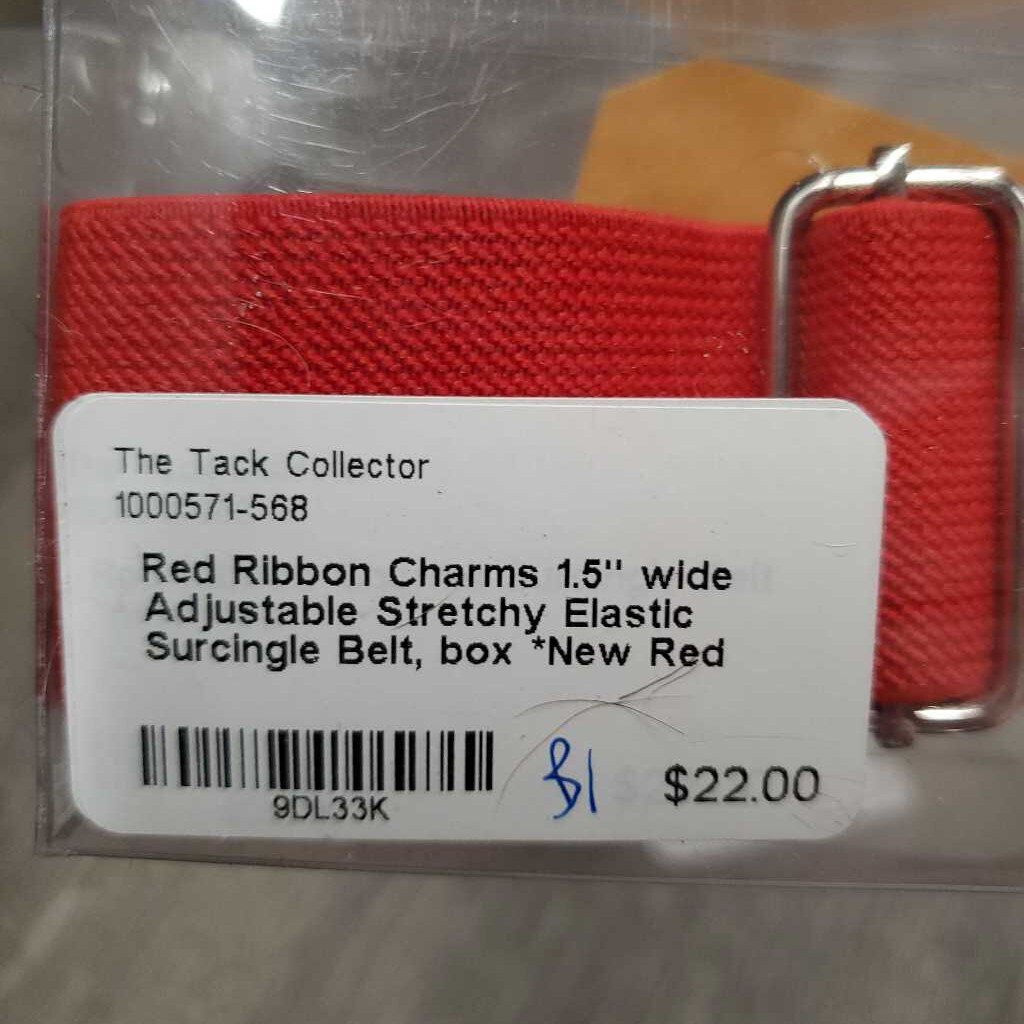 The Tack Collector
1000571-568
Red Ribbon Charms 1.5'' wide
Adjustable Stretchy Elastic
Surcingle Belt, box *New Red
9DL33K
$22.00